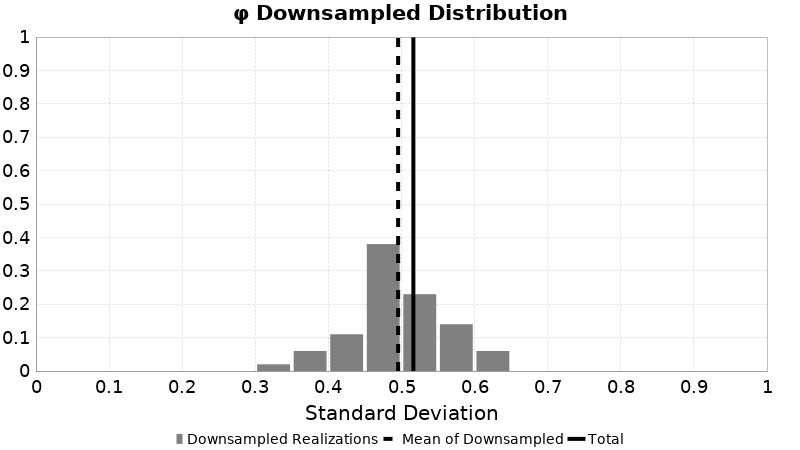 φ Downsampled Distribution
1
0.9
0.8
0.7
0.6
0.5
0.4
0.3
0.2
0.1
0
0 0.1 0.2 0.3 0.4 0.5 0.6 0.7 0.8 0.9 1
Standard Deviation
Downsampled Realizations Mean of Downsampled Total